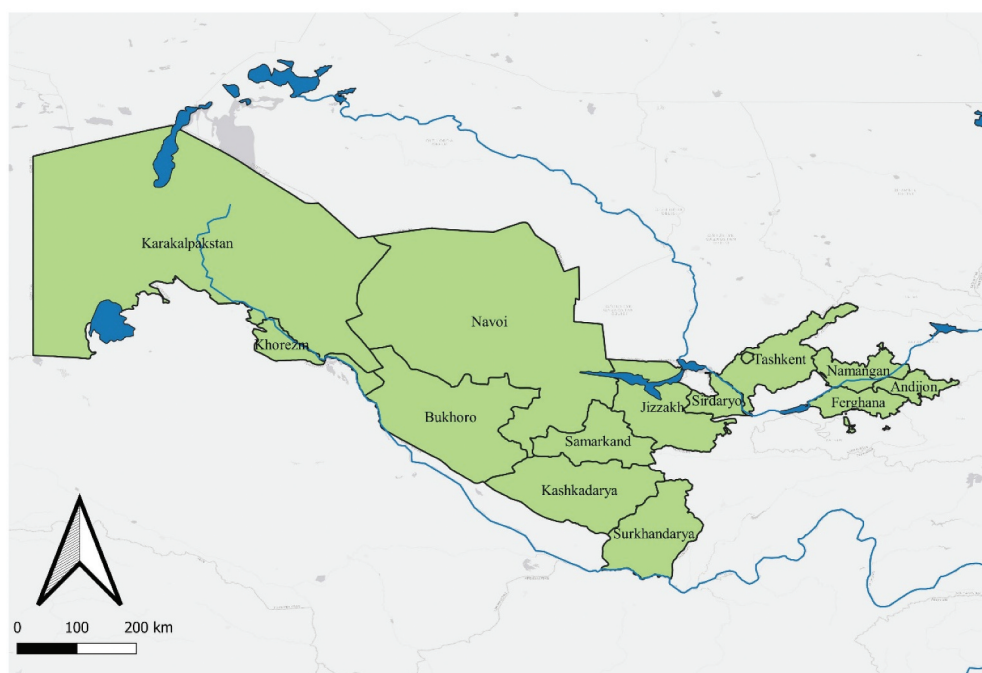 Karakalpakstan
Navoi
Khorezm
Tashkent
Namangan
Andijon
Ferghana
Sirdaryo
Jizzakh
Bukhoro
Samarkand
Kashkadarya
Surkhandarya
0 100 200 km